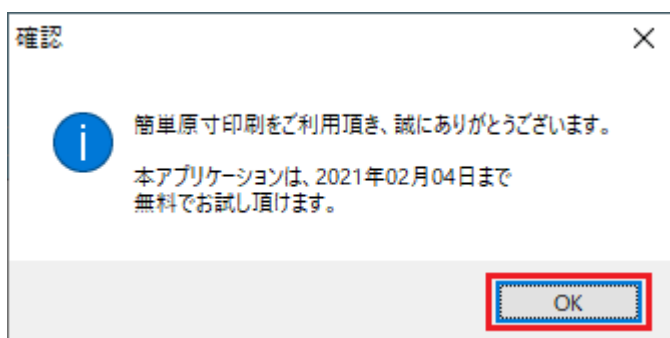 確認
簡単原寸印刷をご利用頂き、誠にありがとうございます。
本アプリケーションは、2021年02月04日まで
無料でお試し頂けます。
OK